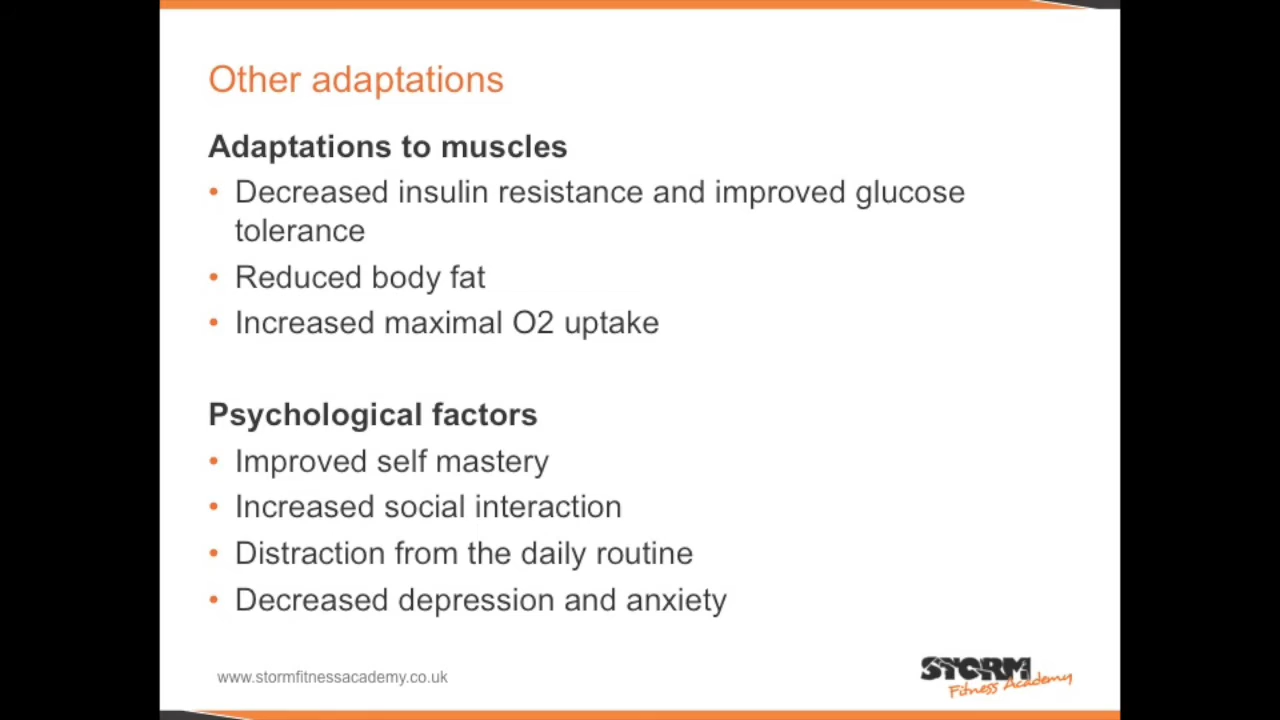 Other adaptations
Adaptations to muscles
• Decreased insulin resistance and improved glucose
tolerance
• Reduced body fat
• Increased maximal O2 uptake
Psychological factors
• Improved self mastery
• Increased social interaction
• Distraction from the daily routine
• Decreased depression and anxiety
www.stormfitnessacademy.co.uk
STORM
Fitness Academy